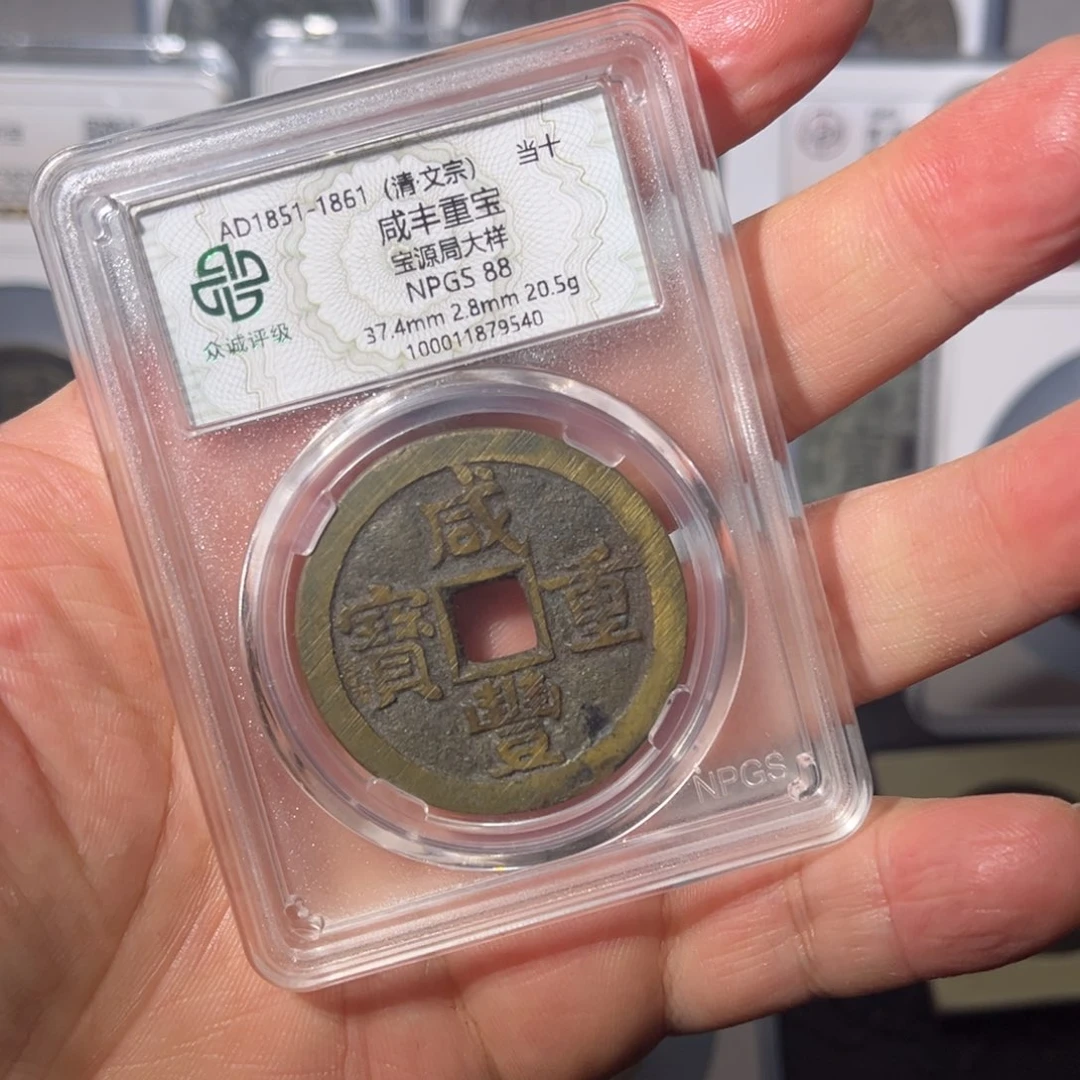 AD1851-1861 (清·文宗) 当十
咸丰重宝
宝源局大样
NPGS 88
37.4mm 2.8mm 20.5g
100011879540
众诚评级
咸
寶 重
豐
NPGS